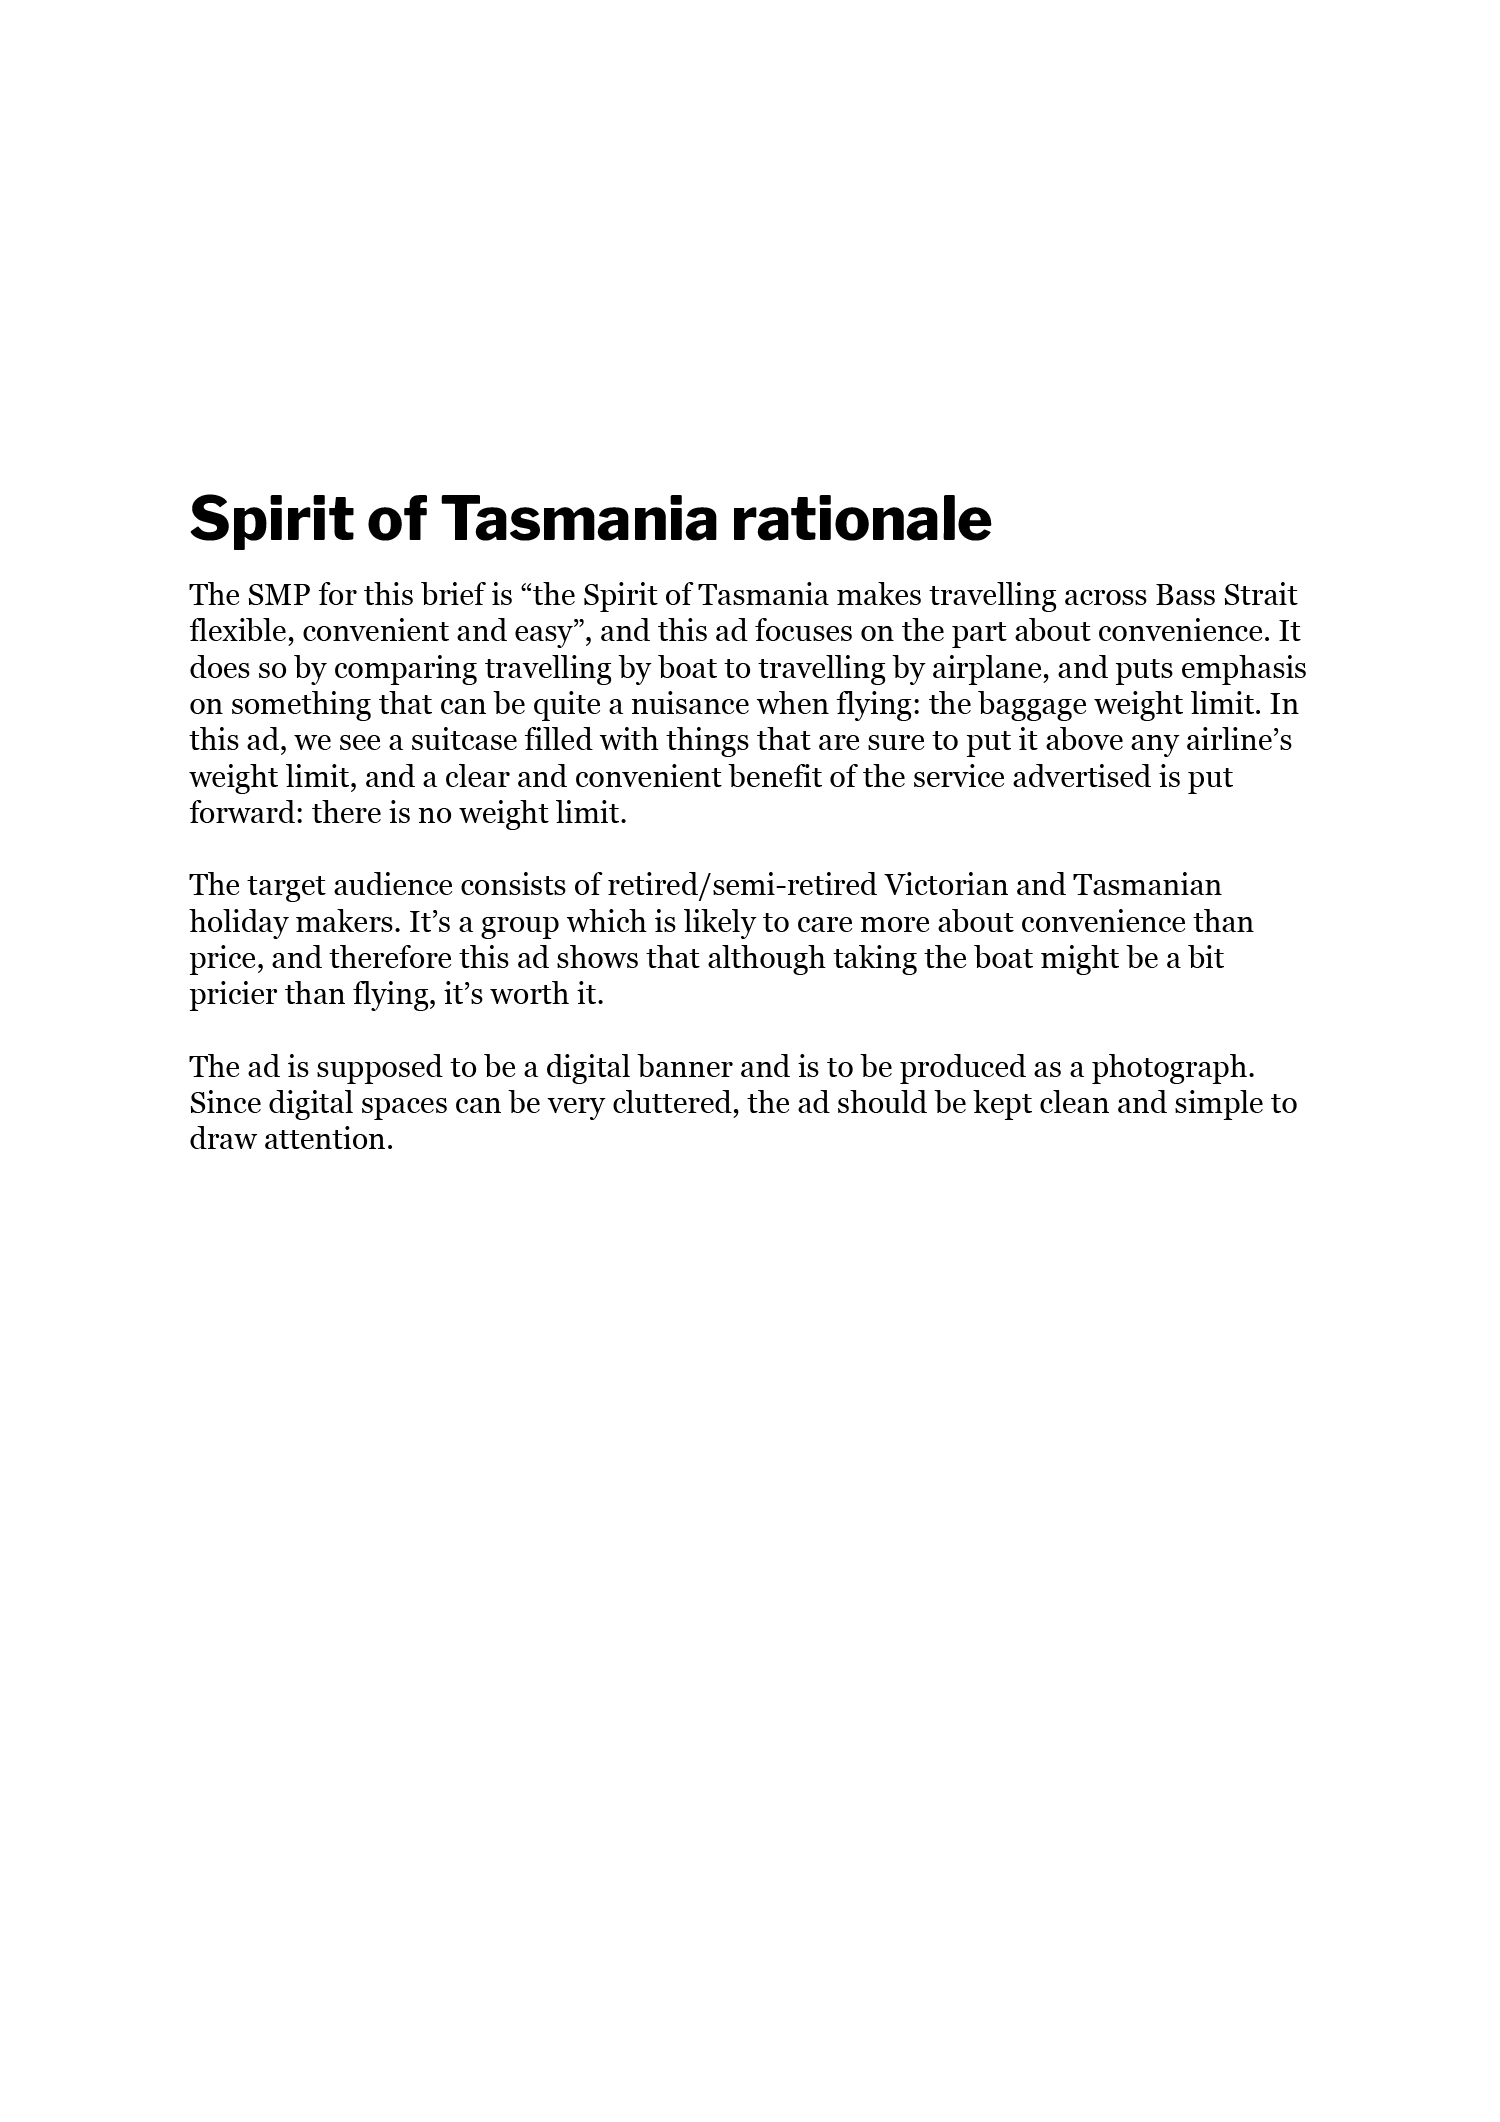 Spirit of Tasmania rationale
The SMP for this brief is “the Spirit of Tasmania makes travelling across Bass Strait
flexible, convenient and easy”, and this ad focuses on the part about convenience. It
does so by comparing travelling by boat to travelling by airplane, and puts emphasis
on something that can be quite a nuisance when flying: the baggage weight limit. In
this ad, we see a suitcase filled with things that are sure to put it above any airline’s
weight limit, and a clear and convenient benefit of the service advertised is put
forward: there is no weight limit.
The target audience consists of retired/semi-retired Victorian and Tasmanian
holiday makers. It’s a group which is likely to care more about convenience than
price, and therefore this ad shows that although taking the boat might be a bit
pricier than flying, it’s worth it.
The ad is supposed to be a digital banner and is to be produced as a photograph.
Since digital spaces can be very cluttered, the ad should be kept clean and simple to
draw attention.